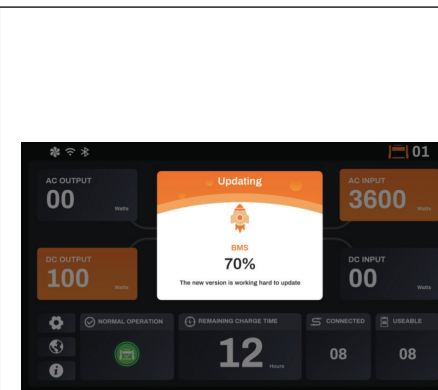 01
AC OUTPUT
00
Watts
Updating
AC INPUT
3600
Watts
BMS
70%
The new version is working hard to update
DC OUTPUT
100
Watts
DC INPUT
00
Watts
NORMAL OPERATION
REMAINING CHARGE TIME
CONNECTED
USEABLE
12
Hours
08
08